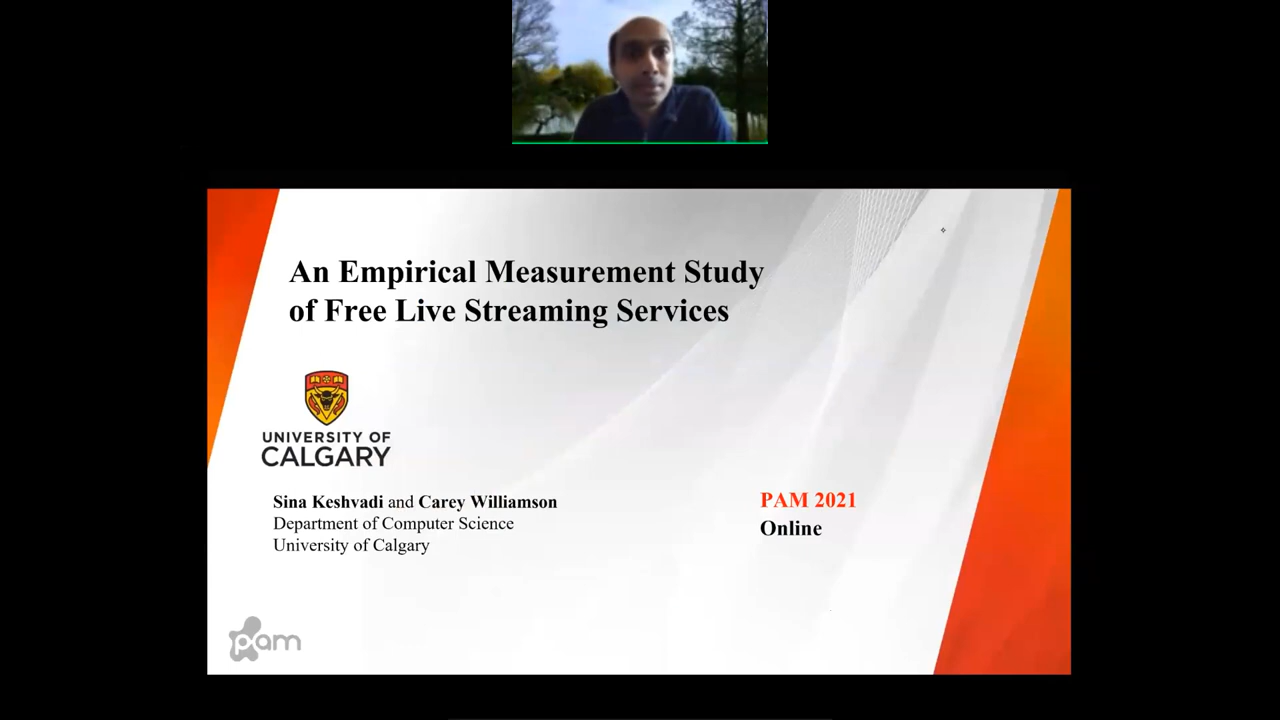 An Empirical Measurement Study
of Free Live Streaming Services
UNIVERSITY OF
CALGARY
Sina Keshvadi and Carey Williamson
Department of Computer Science
University of Calgary
PAM 2021
Online
pam